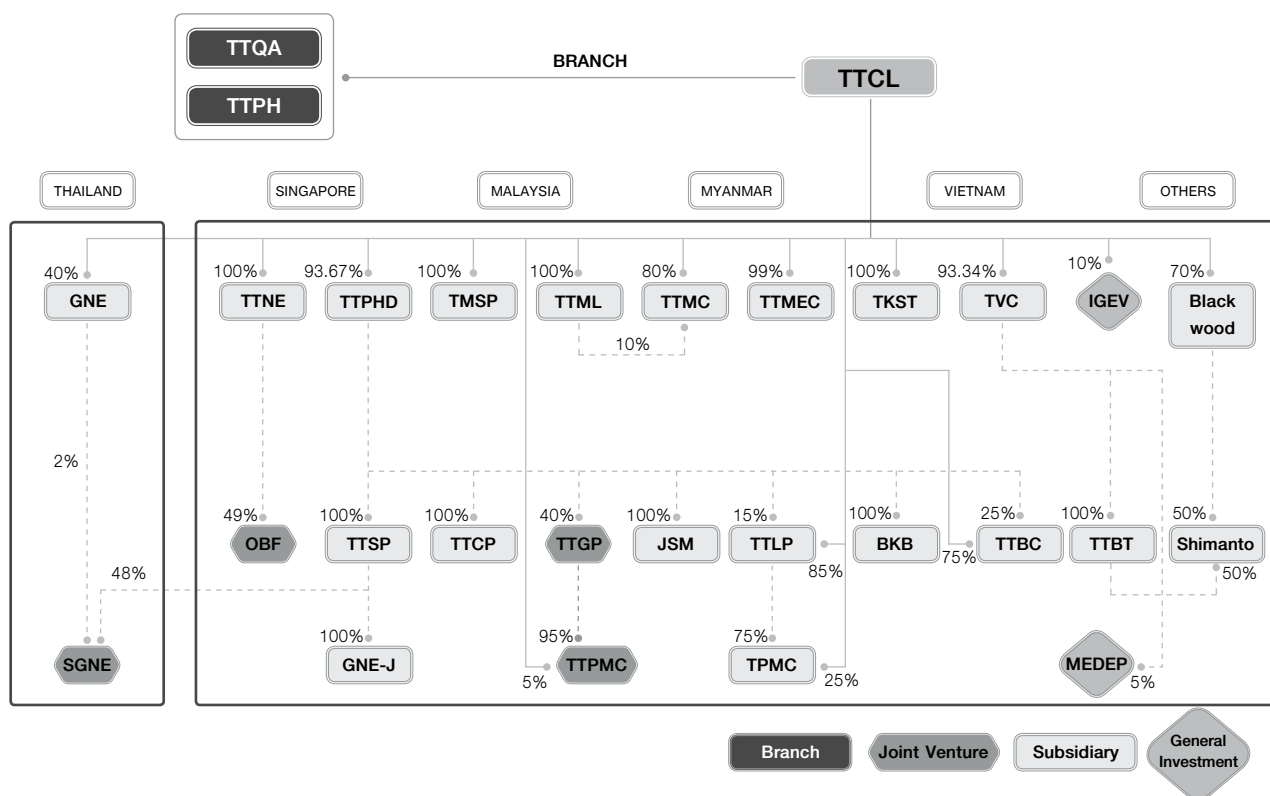 TTQA
TTPH
BRANCH
TTCL
THAILAND
SINGAPORE
MALAYSIA
MYANMAR
VIETNAM
OTHERS
40%
100%
93.67%
100%
100%
80%
99%
100%
93.34%
10%
70%
GNE
TTNE
TTPHD
TMSP
TTML
TTMC
TTMEC
TKST
TVC
IGEV
Black
wood
10%
2%
49%
100%
100%
40%
100%
15%
100%
25%
100%
50%
OBF
TTSP
TTCP
TTGP
JSM
TTLP
BKB
TTBC
TTBT
Shimanto
48%
85%
75%
50%
100%
95%
75%
SGNE
GNE-J
TTPMC
TPMC
MEDEP
5%
25%
5%
Branch
Joint Venture
Subsidiary
General
Investment